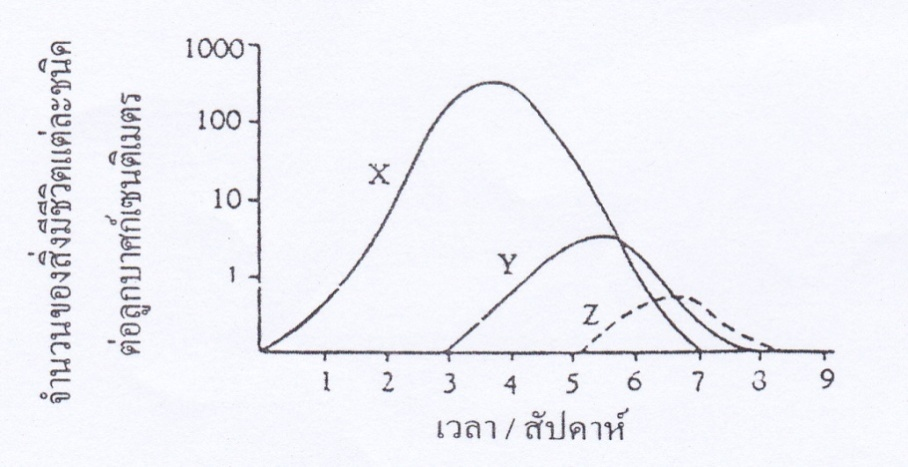 จำนวนของสิ่งมีชีวิตแต่ละชนิด
ต่อลูกบาศก์เซนติเมตร
1000
100
10
1
X
Y
Z
1 2 3 4 5 6 7 8 9
เวลา / สัปดาห์